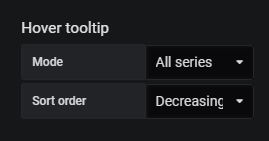 Hover tooltip
Mode All series
Sort order Decreasing